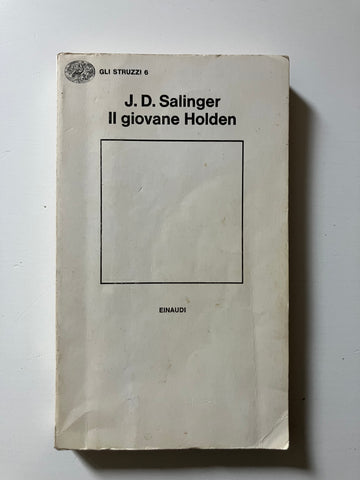 GLI STRUZZI 6
J. D. Salinger
Il giovane Holden
EINAUDI